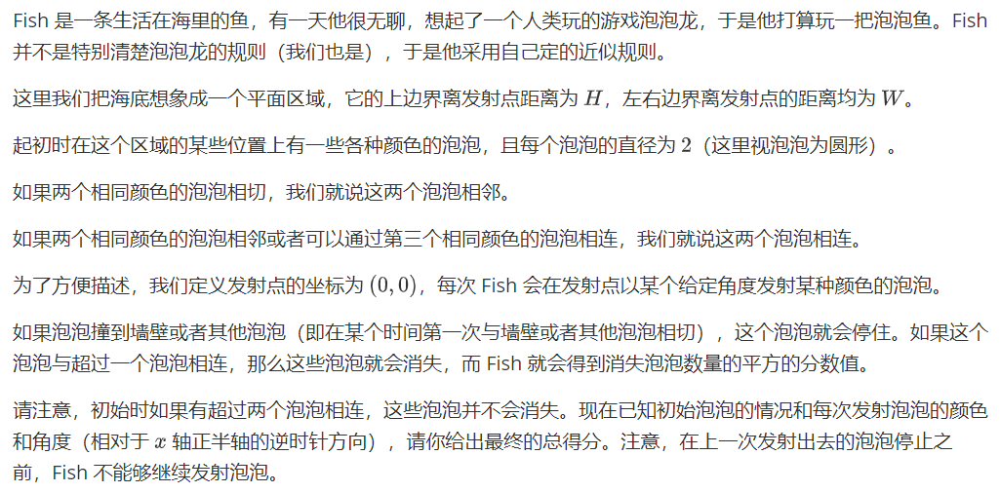 Fish 是一条生活在海里的鱼，有一天他很无聊，想起了一个人类玩的游戏泡泡龙，于是他打算玩一把泡泡鱼。Fish
并不是特别清楚泡泡龙的规则（我们也是），于是他采用自己定的近似规则。
这里我们把海底想象成一个平面区域，它的上边界离发射点距离为 H，左右边界离发射点的距离均为 W。
起初时在这个区域的某些位置上有一些各种颜色的泡泡，且每个泡泡的直径为 2（这里视泡泡为圆形）。
如果两个相同颜色的泡泡相切，我们就说这两个泡泡相邻。
如果两个相同颜色的泡泡相邻或者可以通过第三个相同颜色的泡泡相连，我们就说这两个泡泡相连。
为了方便描述，我们定义发射点的坐标为 (0,0)，每次 Fish 会在发射点以某个给定角度发射某种颜色的泡泡。
如果泡泡撞到墙壁或者其他泡泡（即在某个时间第一次与墙壁或者其他泡泡相切），这个泡泡就会停住。如果这个
泡泡与超过一个泡泡相连，那么这些泡泡就会消失，而 Fish 就会得到消失泡泡数量的平方的分数值。
请注意，初始时如果有超过两个泡泡相连，这些泡泡并不会消失。现在已知初始泡泡的情况和每次发射泡泡的颜色
和角度（相对于 x 轴正半轴的逆时针方向），请你给出最终的总得分。注意，在上一次发射出去的泡泡停止之
前，Fish 不能够继续发射泡泡。